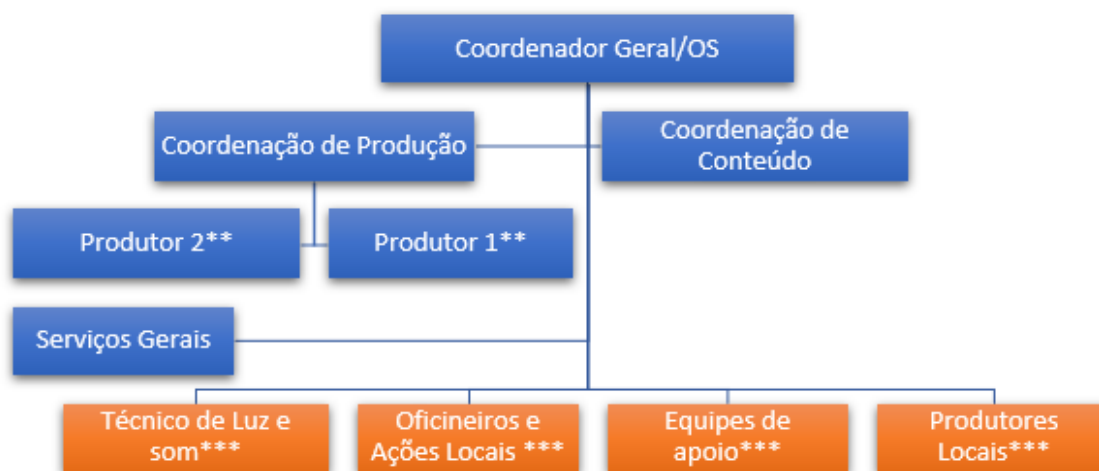 Coordenador Geral/OS
Coordenação de Produção
Coordenação de
Conteúdo
Produtor 2**
Produtor 1**
Serviços Gerais
Técnico de Luz e
som***
Oficineiros e
Ações Locais ***
Equipes de
apoio***
Produtores
Locais***